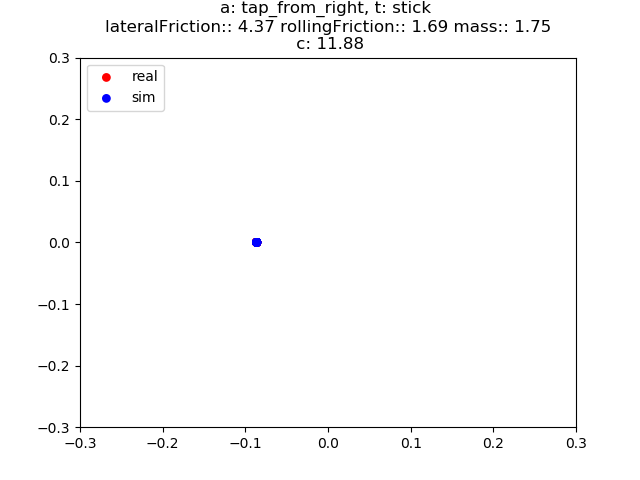 a: tap_from_right, t: stick
lateralFriction:: 4.37 rollingFriction:: 1.69 mass:: 1.75
c: 11.88
real
sim
0.3
0.2
0.1
0.0
−0.1
−0.2
−0.3
−0.3 −0.2 −0.1 0.0 0.1 0.2 0.3